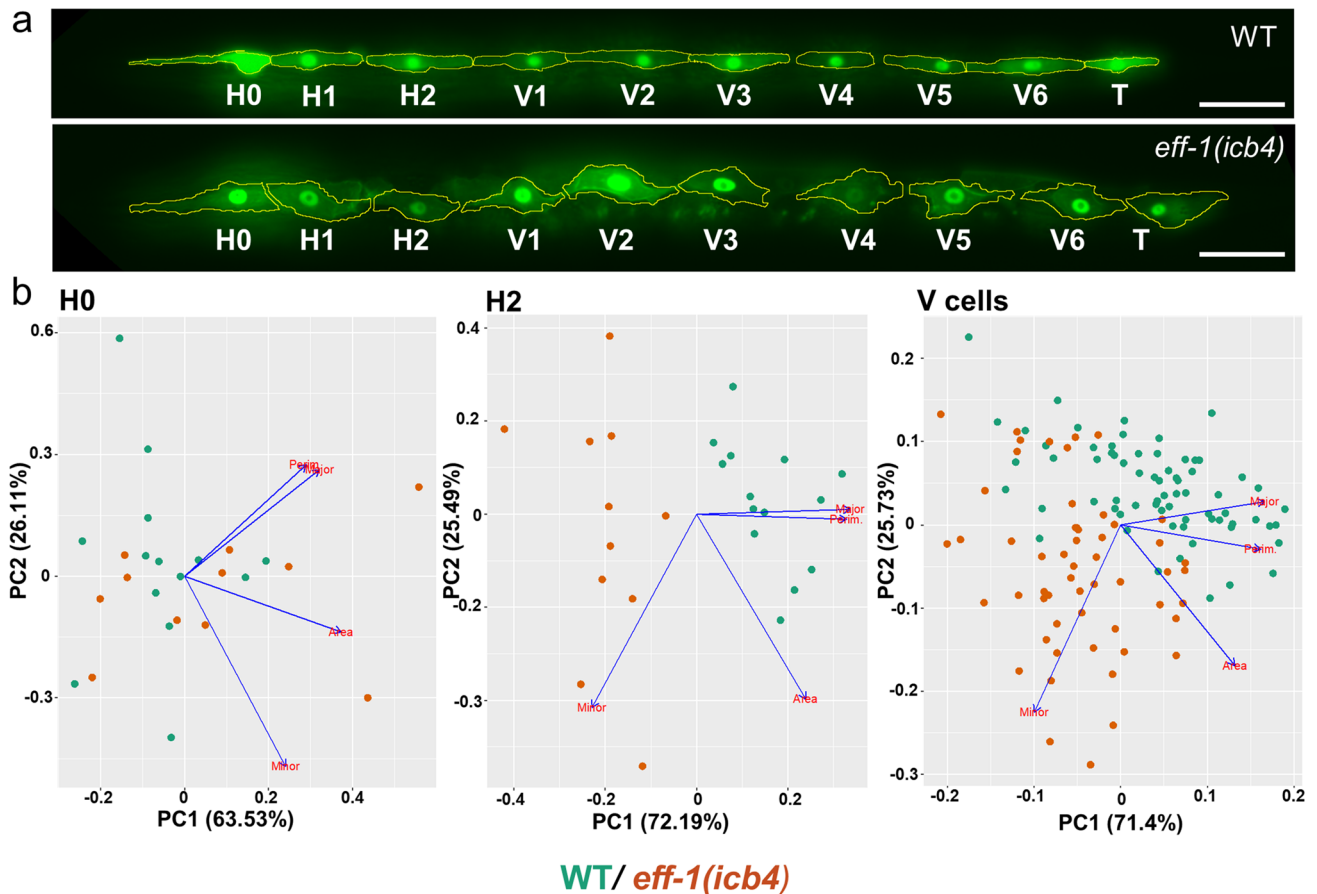 a
WT
H0 H1 H2 V1 V2 V3 V4 V5 V6 T
eff-1(icb4)
H0 H1 H2 V1 V2 V3 V4 V5 V6 T
b
H0
PC2 (26.11%)
0.6
0.3
0
-0.3
Perim.
Major
Area
Minor
-0.2 0 0.2 0.4
PC1 (63.53%)
H2
PC2 (25.49%)
0.4
0.2
0
-0.2
-0.3
Major
Perim.
Minor
Area
-0.4 -0.2 0 0.2
PC1 (72.19%)
V cells
PC2 (25.73%)
0.2
0.1
0
-0.1
-0.2
-0.3
Major
Perim.
Area
Minor
-0.2 -0.1 0 0.1 0.2
PC1 (71.4%)
WT/ eff-1(icb4)